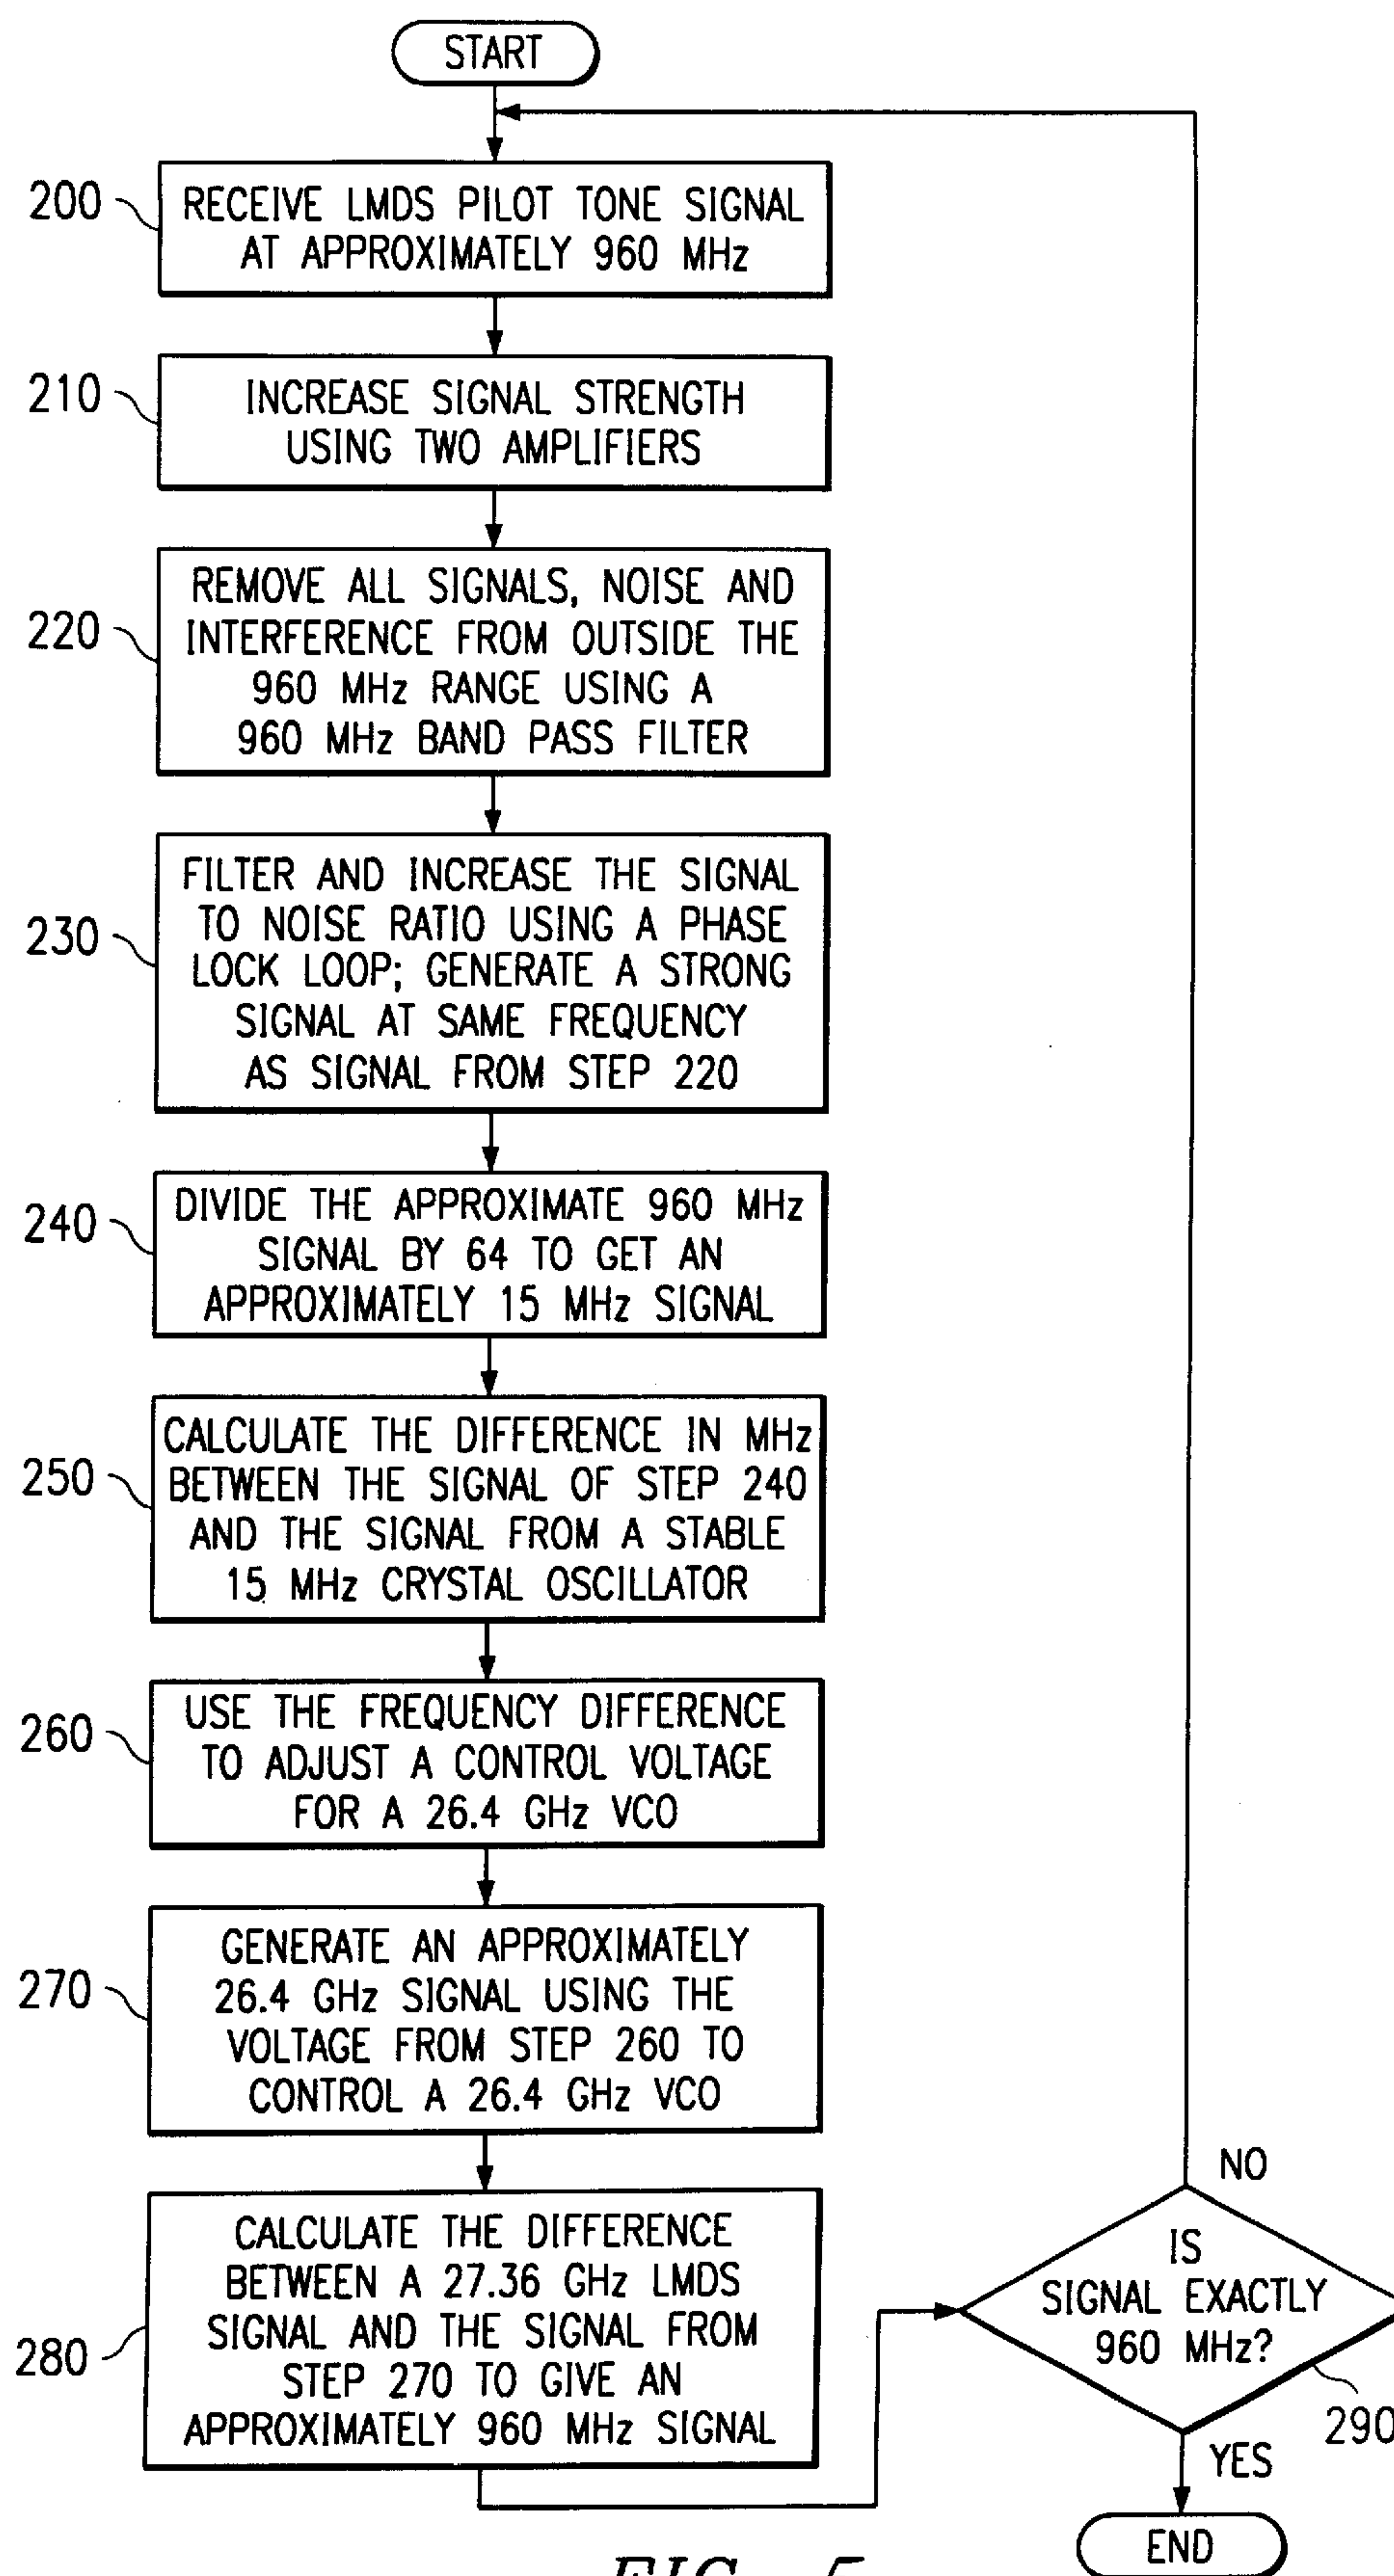 START
200
RECEIVE LMDS PILOT TONE SIGNAL
AT APPROXIMATELY 960 MHz
210
INCREASE SIGNAL STRENGTH
USING TWO AMPLIFIERS
220
REMOVE ALL SIGNALS, NOISE AND
INTERFERENCE FROM OUTSIDE THE
960 MHz RANGE USING A
960 MHz BAND PASS FILTER
230
FILTER AND INCREASE THE SIGNAL
TO NOISE RATIO USING A PHASE
LOCK LOOP; GENERATE A STRONG
SIGNAL AT SAME FREQUENCY
AS SIGNAL FROM STEP 220
240
DIVIDE THE APPROXIMATE 960 MHz
SIGNAL BY 64 TO GET AN
APPROXIMATELY 15 MHz SIGNAL
250
CALCULATE THE DIFFERENCE IN MHz
BETWEEN THE SIGNAL OF STEP 240
AND THE SIGNAL FROM A STABLE
15 MHz CRYSTAL OSCILLATOR
260
USE THE FREQUENCY DIFFERENCE
TO ADJUST A CONTROL VOLTAGE
FOR A 26.4 GHz VCO
270
GENERATE AN APPROXIMATELY
26.4 GHz SIGNAL USING THE
VOLTAGE FROM STEP 260 TO
CONTROL A 26.4 GHz VCO
280
CALCULATE THE DIFFERENCE
BETWEEN A 27.36 GHz LMDS
SIGNAL AND THE SIGNAL FROM
STEP 270 TO GIVE AN
APPROXIMATELY 960 MHz SIGNAL
NO
IS
SIGNAL EXACTLY
960 MHz?
290
YES
END
FIG. 5